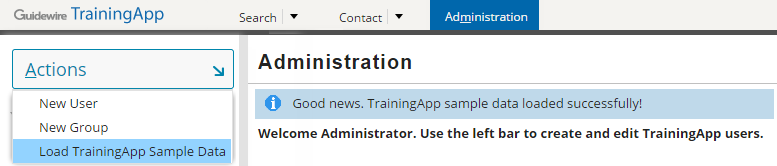 Guidewire TrainingApp Search Contact Administration
Actions
New User
New Group
Load TrainingApp Sample Data
Administration
Good news. TrainingApp sample data loaded successfully!
Welcome Administrator. Use the left bar to create and edit TrainingApp users.